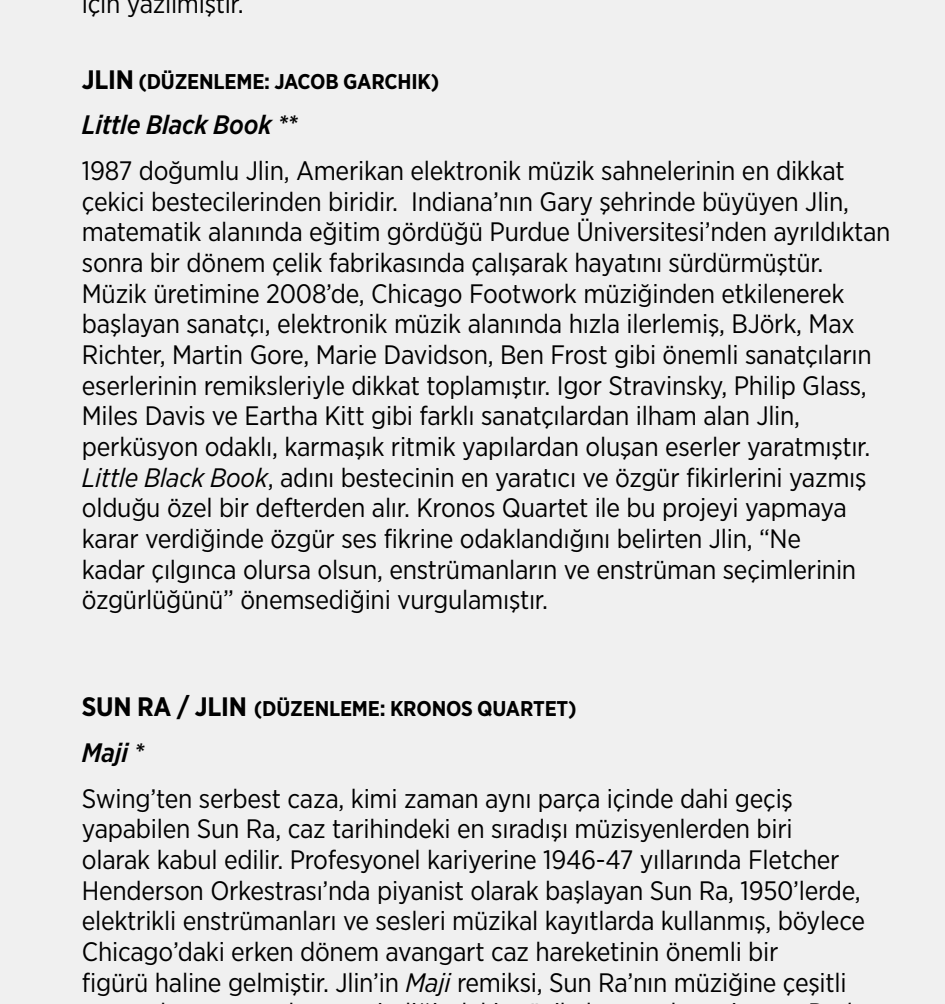 için yazılmıştır.
JLIN (DÜZENLEME: JACOB GARCHIK)
Little Black Book **
1987 doğumlu Jlin, Amerikan elektronik müzik sahnelerinin en dikkat
çekici bestecilerinden biridir.  Indiana’nın Gary şehrinde büyüyen Jlin,
matematik alanında eğitim gördüğü Purdue Üniversitesi’nden ayrıldıktan
sonra bir dönem çelik fabrikasında çalışarak hayatını sürdürmüştür.
Müzik üretimine 2008’de, Chicago Footwork müziğinden etkilenerek
başlayan sanatçı, elektronik müzik alanında hızla ilerlemiş, BJörk, Max
Richter, Martin Gore, Marie Davidson, Ben Frost gibi önemli sanatçıların
eserlerinin remiksleriyle dikkat toplamıştır. Igor Stravinsky, Philip Glass,
Miles Davis ve Eartha Kitt gibi farklı sanatçılardan ilham alan Jlin,
perküsyon odaklı, karmaşık ritmik yapılardan oluşan eserler yaratmıştır.
Little Black Book, adını bestecinin en yaratıcı ve özgür fikirlerini yazmış
olduğu özel bir defterden alır. Kronos Quartet ile bu projeyi yapmaya
karar verdiğinde özgür ses fikrine odaklandığını belirten Jlin, “Ne
kadar çılgınca olursa olsun, enstrümanların ve enstrüman seçimlerinin
özgürlüğünü” önemsediğini vurgulamıştır.
SUN RA / JLIN (DÜZENLEME: KRONOS QUARTET)
Maji *
Swing’ten serbest caza, kimi zaman aynı parça içinde dahi geçiş
yapabilen Sun Ra, caz tarihindeki en sıradışı müzisyenlerden biri
olarak kabul edilir. Profesyonel kariyerine 1946-47 yıllarında Fletcher
Henderson Orkestrası’nda piyanist olarak başlayan Sun Ra, 1950’lerde,
elektrikli enstrümanları ve sesleri müzikal kayıtlarda kullanmış, böylece
Chicago’daki erken dönem avangart caz hareketinin önemli bir
figürü haline gelmiştir. Jlin’in Maji remiksi, Sun Ra’nın müziğine çeşitli